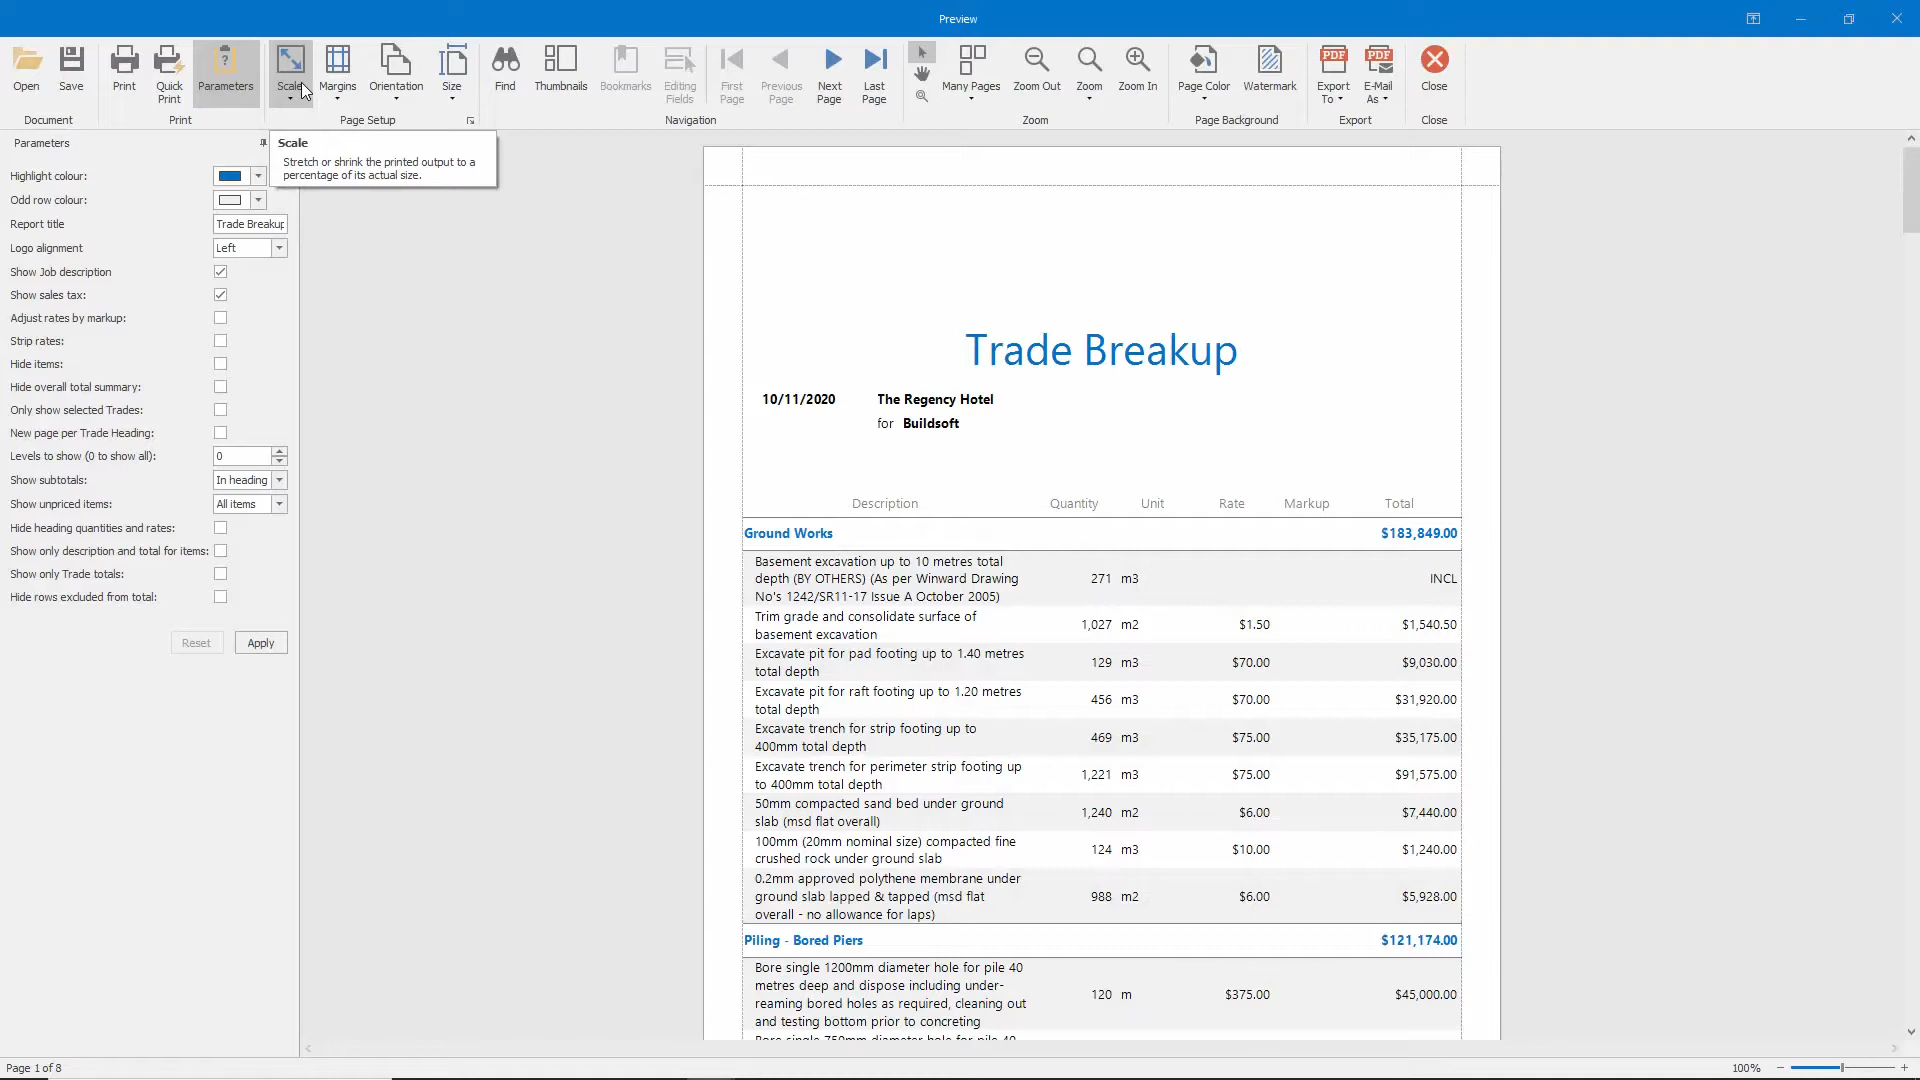 Preview
Open
Save
Print
Quick
Print
Parameters
Scale
Margins
Orientation
Size
Find
Thumbnails
Bookmarks
Editing
Fields
First
Page
Previous
Page
Next
Page
Last
Page
Many Pages
Zoom Out
Zoom
Zoom In
Page Color
Watermark
PDF
Export
To
PDF
E-Mail
As
Close
Document
Print
Page Setup
Navigation
Zoom
Page Background
Export
Close
Parameters
Scale
Stretch or shrink the printed output to a
percentage of its actual size.
Highlight colour:
Odd row colour:
Report title Trade Breakup
Logo alignment Left
Show Job description
Show sales tax:
Adjust rates by markup:
Strip rates:
Hide items:
Hide overall total summary:
Only show selected Trades:
New page per Trade Heading:
Levels to show (0 to show all): 0
Show subtotals: In heading
Show unpriced items: All items
Hide heading quantities and rates:
Show only description and total for items:
Show only Trade totals:
Hide rows excluded from total:
Reset Apply
Trade Breakup
10/11/2020 The Regency Hotel
for Buildsoft
Description Quantity Unit Rate Markup Total
Ground Works $183,849.00
Basement excavation up to 10 metres total
depth (BY OTHERS) (As per Winward Drawing 271 m3 INCL
No's 1242/SR11-17 Issue A October 2005)
Trim grade and consolidate surface of
basement excavation 1,027 m2 $1.50 $1,540.50
Excavate pit for pad footing up to 1.40 metres
total depth 129 m3 $70.00 $9,030.00
Excavate pit for raft footing up to 1.20 metres
total depth 456 m3 $70.00 $31,920.00
Excavate trench for strip footing up to
400mm total depth 469 m3 $75.00 $35,175.00
Excavate trench for perimeter strip footing up
to 400mm total depth 1,221 m3 $75.00 $91,575.00
50mm compacted sand bed under ground
slab (msd flat overall) 1,240 m2 $6.00 $7,440.00
100mm (20mm nominal size) compacted fine
crushed rock under ground slab 124 m3 $10.00 $1,240.00
0.2mm approved polythene membrane under
ground slab lapped & tapped (msd flat 988 m2 $6.00 $5,928.00
overall - no allowance for laps)
Piling - Bored Piers $121,174.00
Bore single 1200mm diameter hole for pile 40
metres deep and dispose including under-
reaming bored holes as required, cleaning out 120 m $375.00 $45,000.00
and testing bottom prior to concreting
Bore single 750mm diameter hole for pile 40
Page 1 of 8 100%